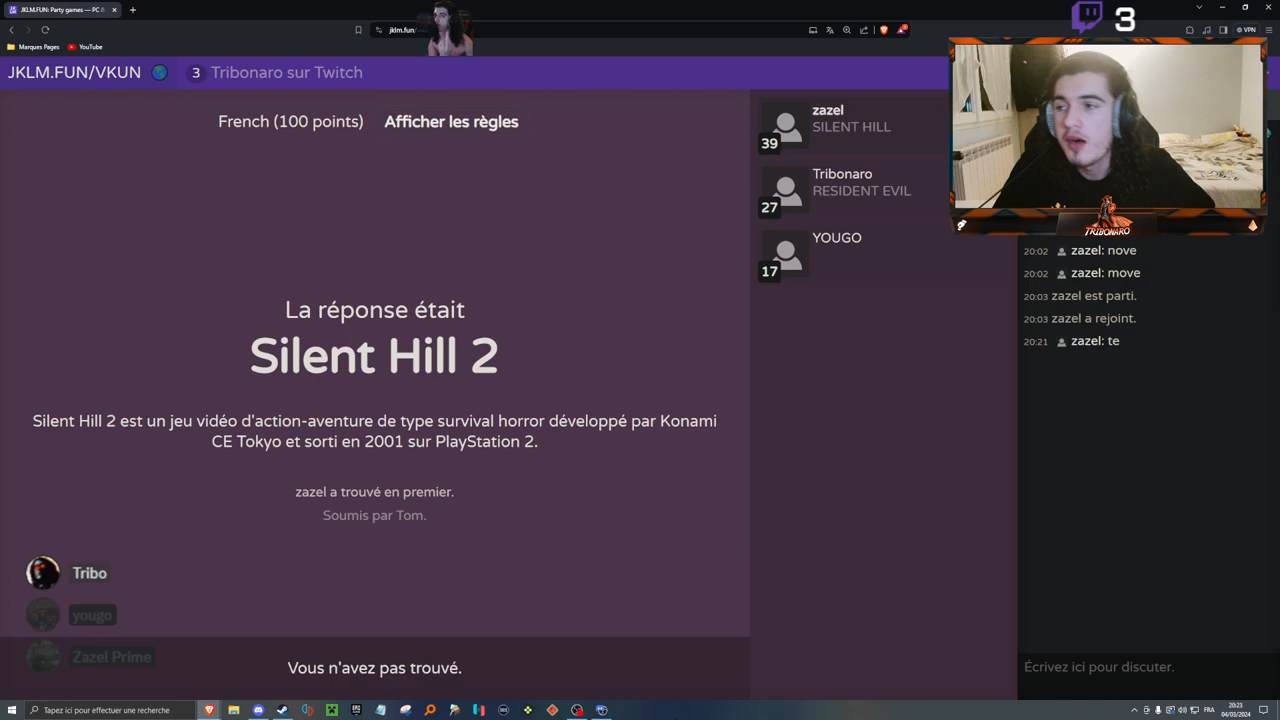 JKLM.FUN: Party games — PC &
jklm.fun/
VPN
Marques Pages
YouTube
3
JKLM.FUN/VKUN
3 Tribonaro sur Twitch
French (100 points)
Afficher les règles
La réponse était
Silent Hill 2
Silent Hill 2 est un jeu vidéo d'action-aventure de type survival horror développé par Konami
CE Tokyo et sorti en 2001 sur PlayStation 2.
zazel a trouvé en premier.
Soumis par Tom.
Tribo
yougo
Zazel Prime
Vous n'avez pas trouvé.
zazel
SILENT HILL
39
Tribonaro
RESIDENT EVIL
27
YOUGO
17
TRIBONARO
20:02 zazel: nove
20:02 zazel: move
20:03 zazel est parti.
20:03 zazel a rejoint.
20:21 zazel: te
Écrivez ici pour discuter.
Tapez ici pour effectuer une recherche
EPIC
FRA
20:23
04/03/2024